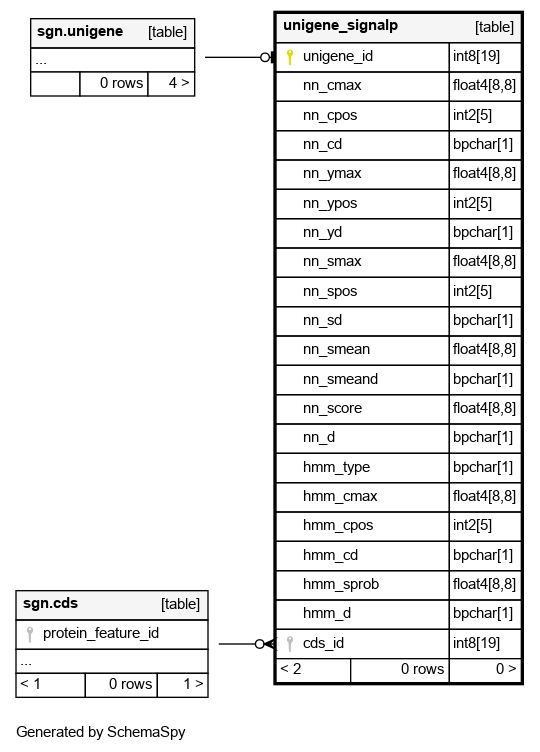 sgn.unigene [table]
...
0 rows 4 >
unigene_signalp [table]
unigene_id int8[19]
nn_cmax float4[8,8]
nn_cpos int2[5]
nn_cd bpchar[1]
nn_ymax float4[8,8]
nn_ypos int2[5]
nn_yd bpchar[1]
nn_smax float4[8,8]
nn_spos int2[5]
nn_sd bpchar[1]
nn_smean float4[8,8]
nn_smeand bpchar[1]
nn_score float4[8,8]
nn_d bpchar[1]
hmm_type bpchar[1]
hmm_cmax float4[8,8]
hmm_cpos int2[5]
hmm_cd bpchar[1]
hmm_sprob float4[8,8]
hmm_d bpchar[1]
cds_id int8[19]
< 2 0 rows 0 >
sgn.cds [table]
protein_feature_id
...
< 1 0 rows 1 >
Generated by SchemaSpy